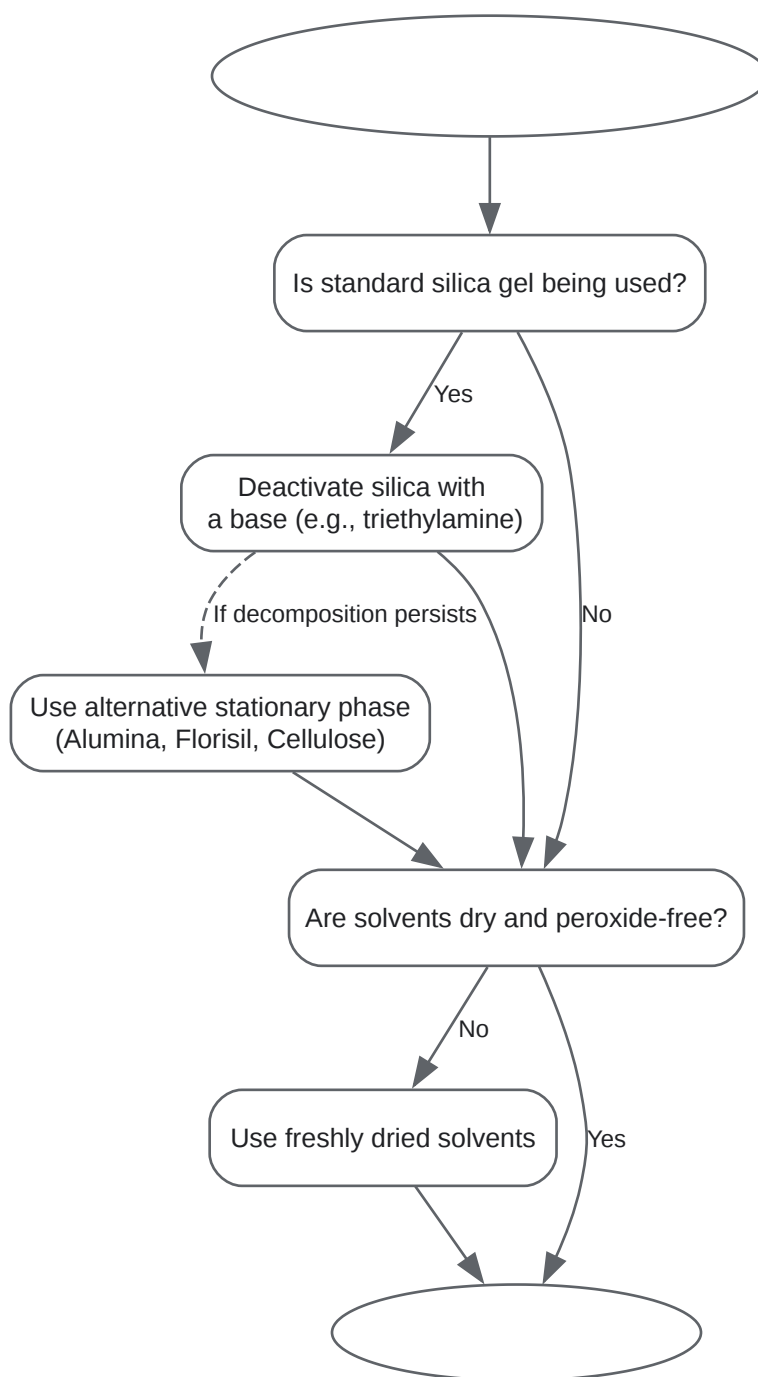 Is standard silica gel being used?
Yes
Deactivate silica with
a base (e.g., triethylamine)
If decomposition persists
No
Use alternative stationary phase
(Alumina, Florisil, Cellulose)
Are solvents dry and peroxide-free?
No
Use freshly dried solvents
Yes